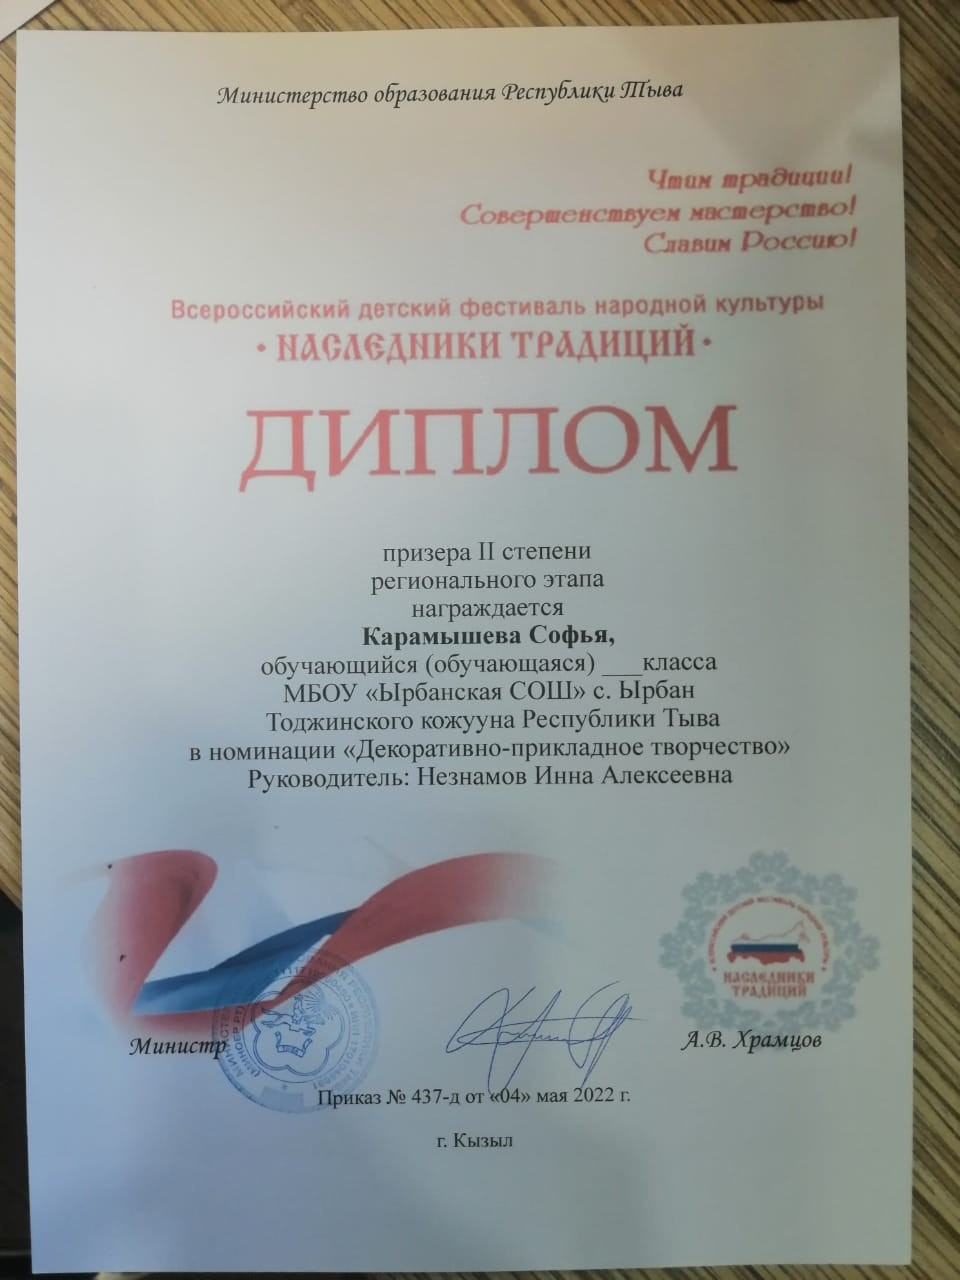 Министерство образования Республики Тыва
Чтим традиции!
Совершенствуем мастерство!
Славим Россию!
Всероссийский детский фестиваль народной культуры
• НАСЛЕДНИКИ ТРАДИЦИЙ •
ДИПЛОМ
призера II степени
регионального этапа
награждается
Карамышева Софья,
обучающийся (обучающаяся) ___класса
МБОУ «Ырбанская СОШ» с. Ырбан
Тоджинского кожууна Республики Тыва
в номинации «Декоративно-прикладное творчество»
Руководитель: Незнамов Инна Алексеевна
НАСЛЕДНИКИ
ТРАДИЦИЙ
Министр
А.В. Храмцов
Приказ № 437-д от «04» мая 2022 г.
г. Кызыл